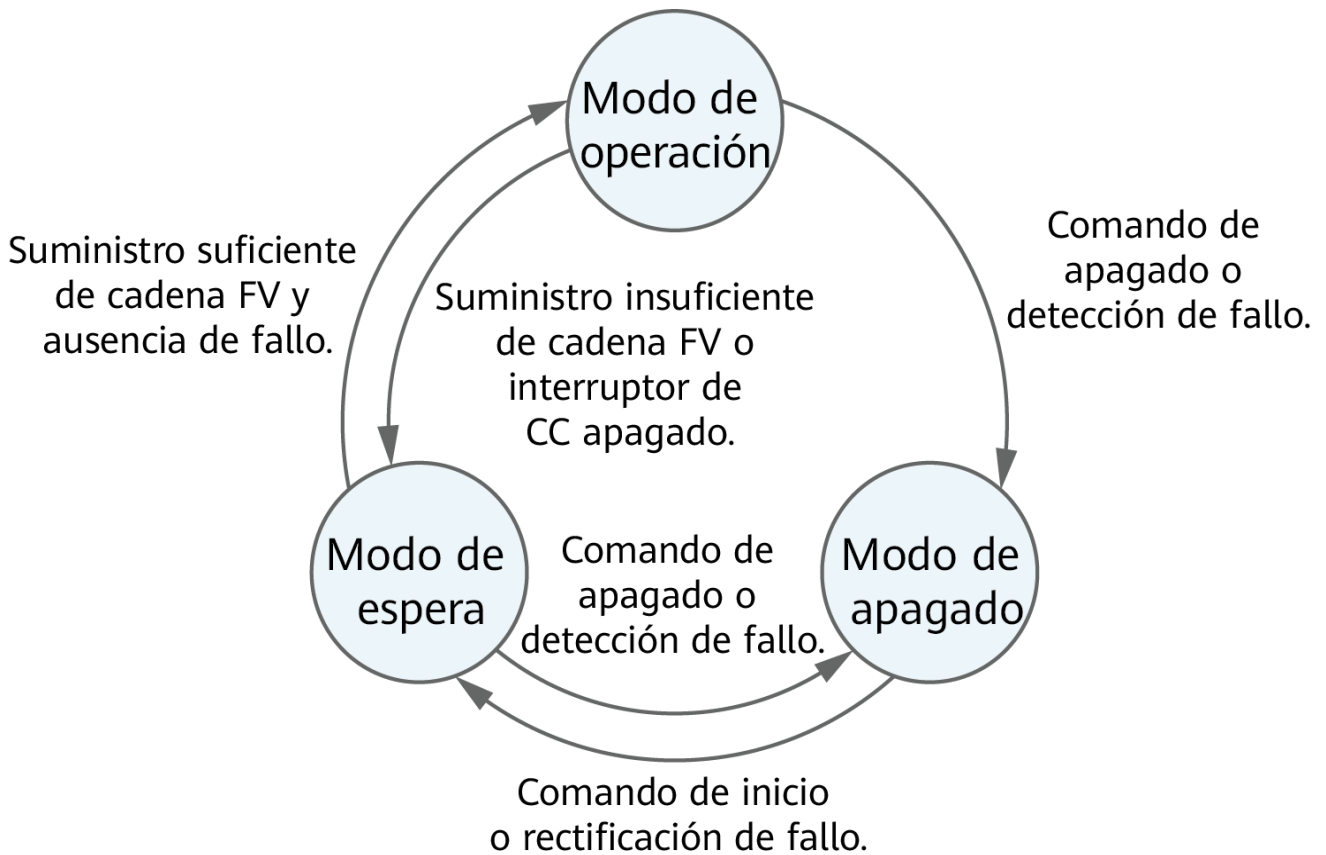 Modo de
operación
Comando de
apagado o
detección de fallo.
Suministro suficiente
de cadena FV y
ausencia de fallo.
Suministro insuficiente
de cadena FV o
interruptor de
CC apagado.
Modo de
espera
Comando de
apagado o
detección de fallo.
Modo de
apagado
Comando de inicio
o rectificación de fallo.